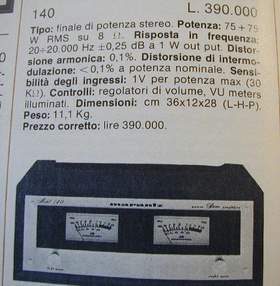 140 L. 390.000
Tipo: finale di potenza stereo. Potenza: 75+75
W RMS su 8 Ω. Risposta in frequenza:
20÷20.000 Hz ±0,25 dB a 1 W out put. Distor-
sione armonica: 0,1%. Distorsione di intermo-
dulazione: <0,1% a potenza nominale. Sensi-
bilità degli ingressi: 1V per potenza max (30
KΩ). Controlli: regolatori di volume, VU meters
illuminati. Dimensioni: cm 36x12x28 (L-H-P).
Peso: 11,1 Kg.
Prezzo corretto: lire 390.000.
marantz